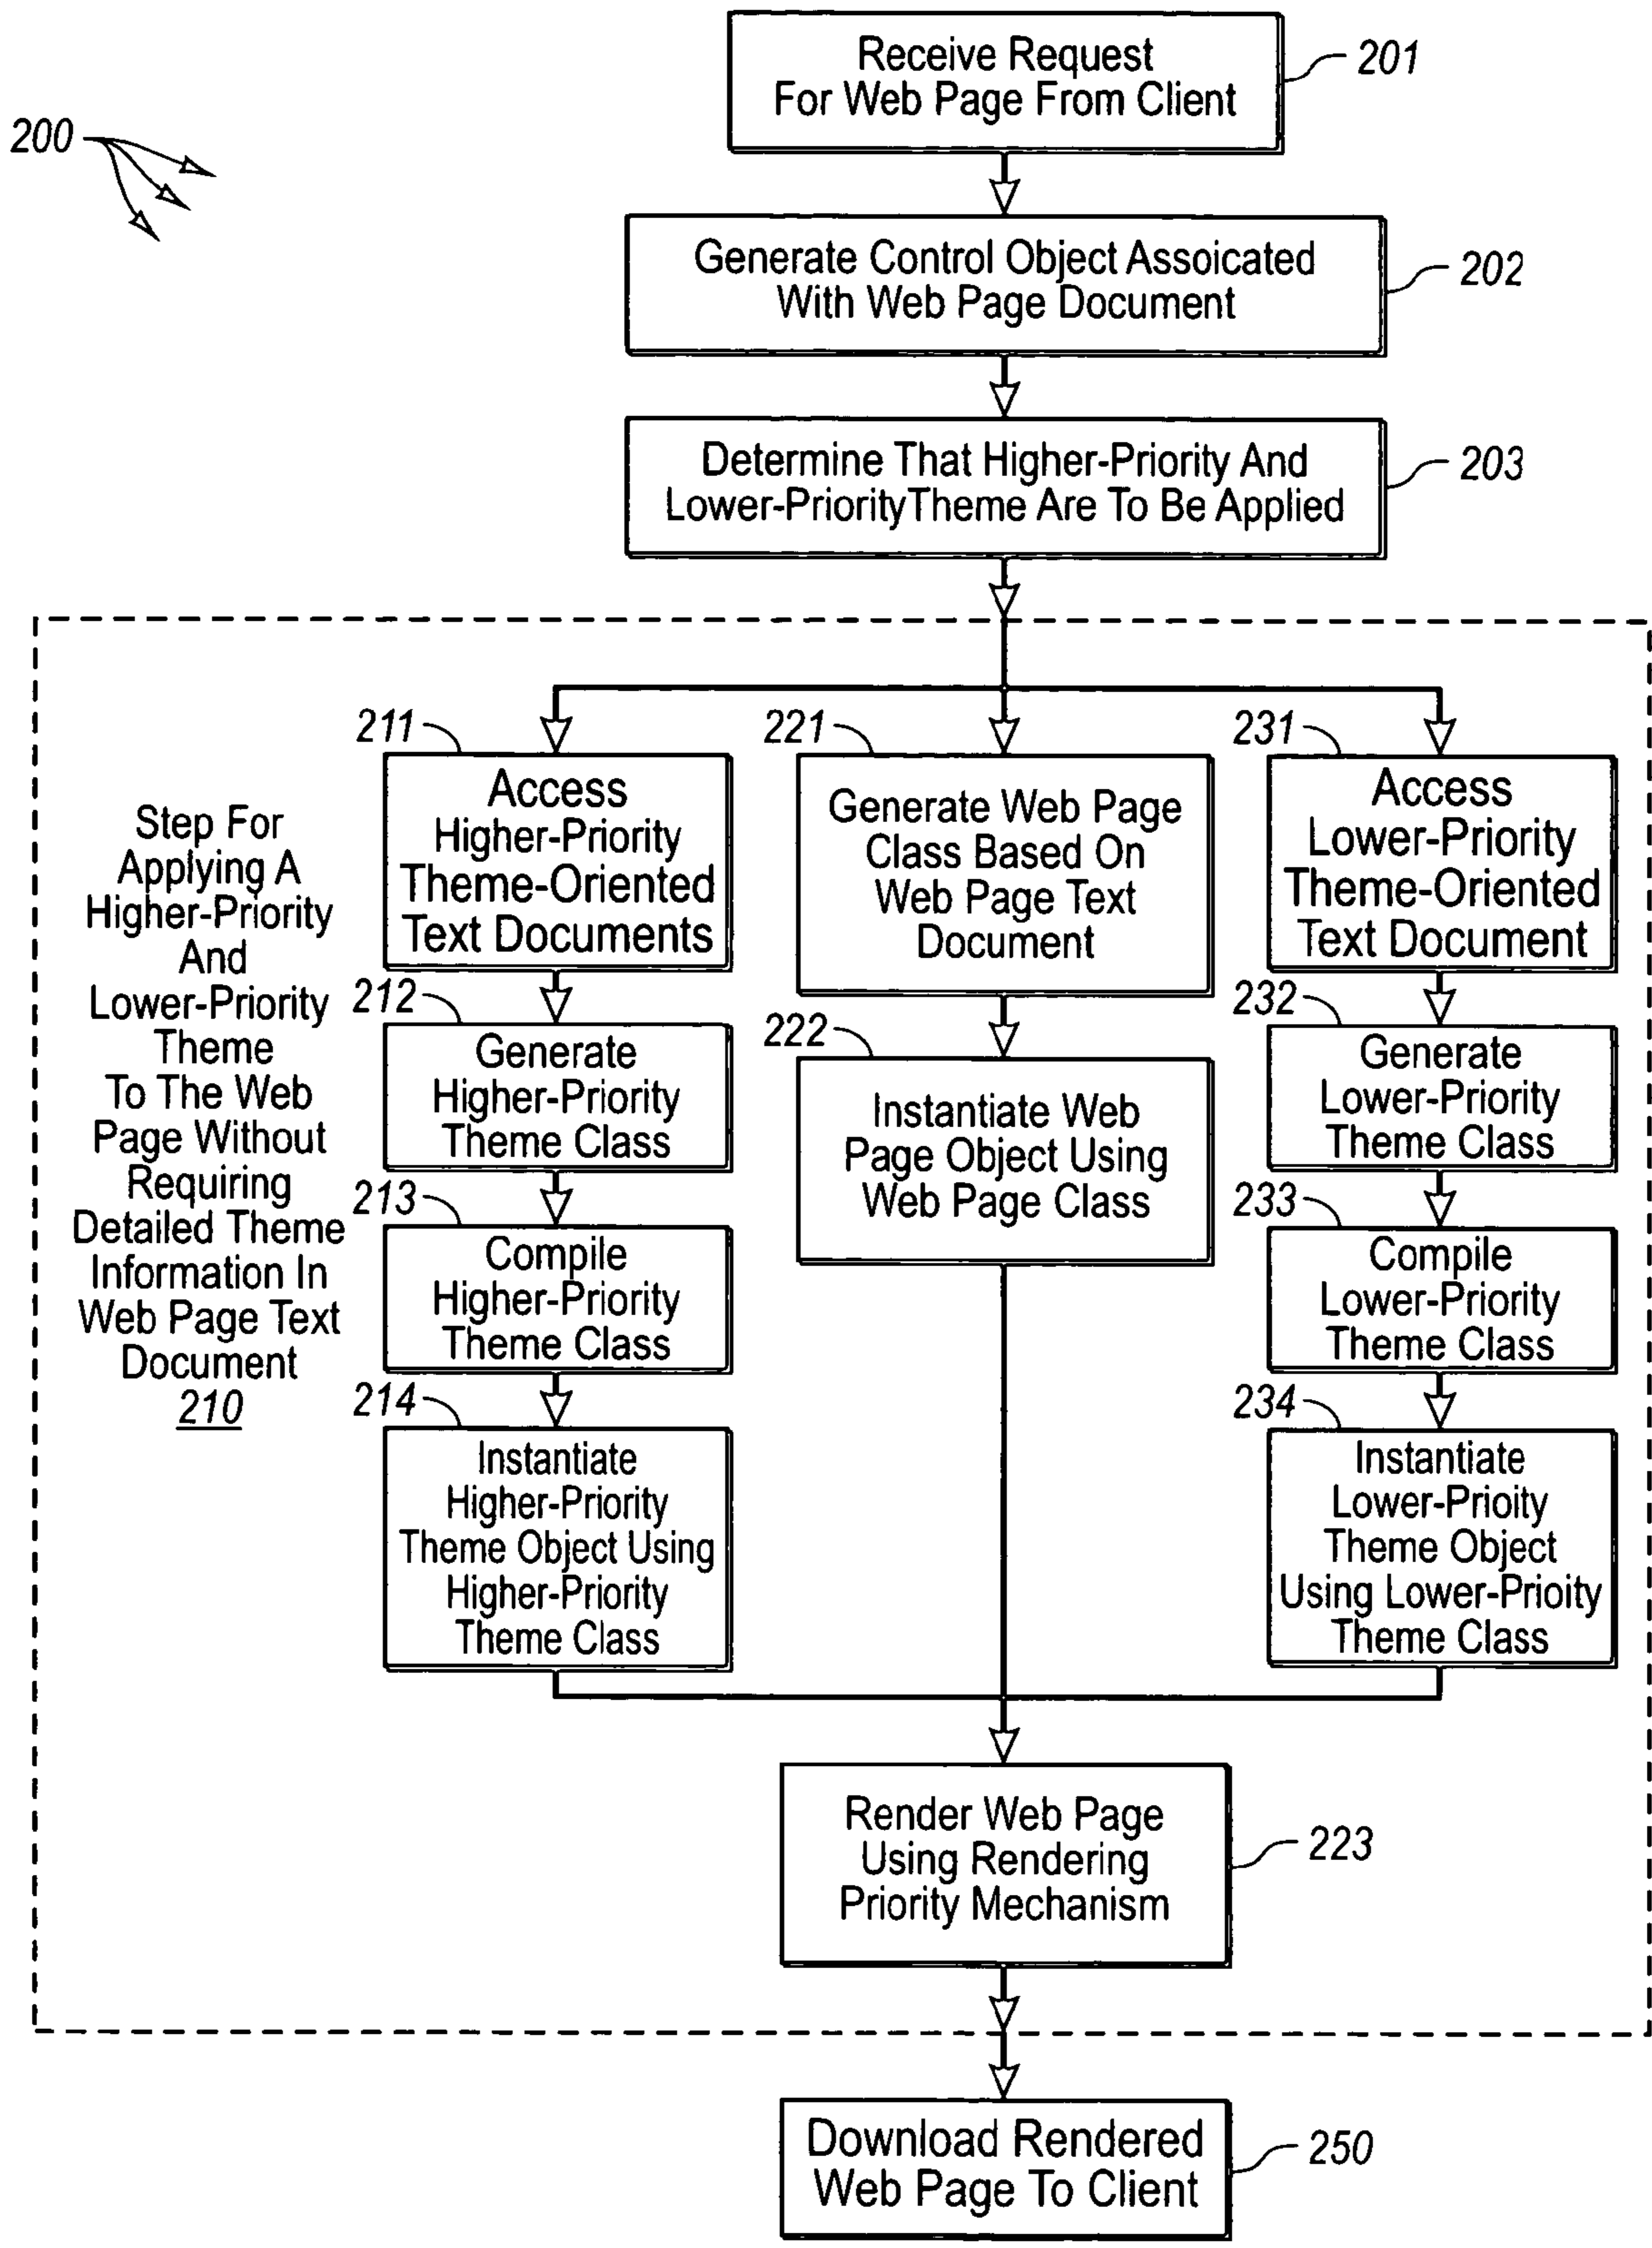 200
Receive Request
For Web Page From Client
201
Generate Control Object Assoicated
With Web Page Document
202
Determine That Higher-Priority And
Lower-PriorityTheme Are To Be Applied
203
Step For
Applying A
Higher-Priority
And
Lower-Priority
Theme
To The Web
Page Without
Requiring
Detailed Theme
Information In
Web Page Text
Document
210
211
Access
Higher-Priority
Theme-Oriented
Text Documents
212
Generate
Higher-Priority
Theme Class
213
Compile
Higher-Priority
Theme Class
214
Instantiate
Higher-Priority
Theme Object Using
Higher-Priority
Theme Class
221
Generate Web Page
Class Based On
Web Page Text
Document
222
Instantiate Web
Page Object Using
Web Page Class
231
Access
Lower-Priority
Theme-Oriented
Text Document
232
Generate
Lower-Priority
Theme Class
233
Compile
Lower-Priority
Theme Class
234
Instantiate
Lower-Prioity
Theme Object
Using Lower-Prioity
Theme Class
Render Web Page
Using Rendering
Priority Mechanism
223
Download Rendered
Web Page To Client
250